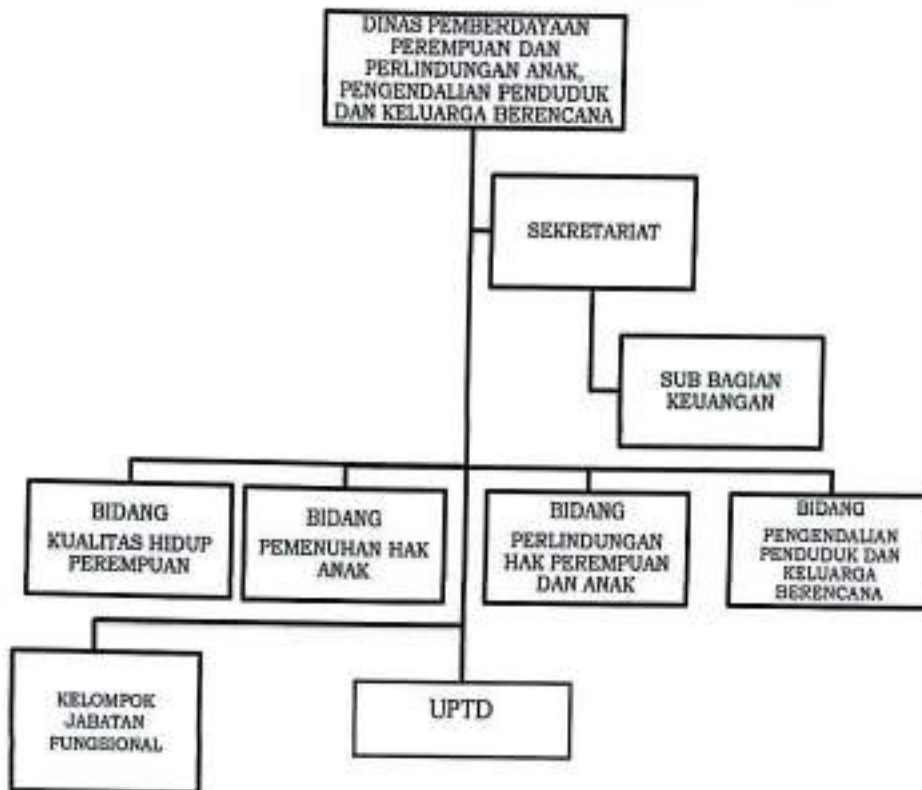 DINAS PEMBERDAYAAN
PEREMPUAN DAN
PERLINDUNGAN ANAK,
PENGENDALIAN PENDUDUK
DAN KELUARGA BERENCANA
SEKRETARIAT
SUB BAGIAN
KEUANGAN
BIDANG
KUALITAS HIDUP
PEREMPUAN
BIDANG
PEMENUHAN HAK
ANAK
BIDANG
PERLINDUNGAN
HAK PEREMPUAN
DAN ANAK
BIDANG
PENGENDALIAN
PENDUDUK DAN
KELUARGA
BERENCANA
KELOMPOK
JABATAN
FUNGSIONAL
UPTD